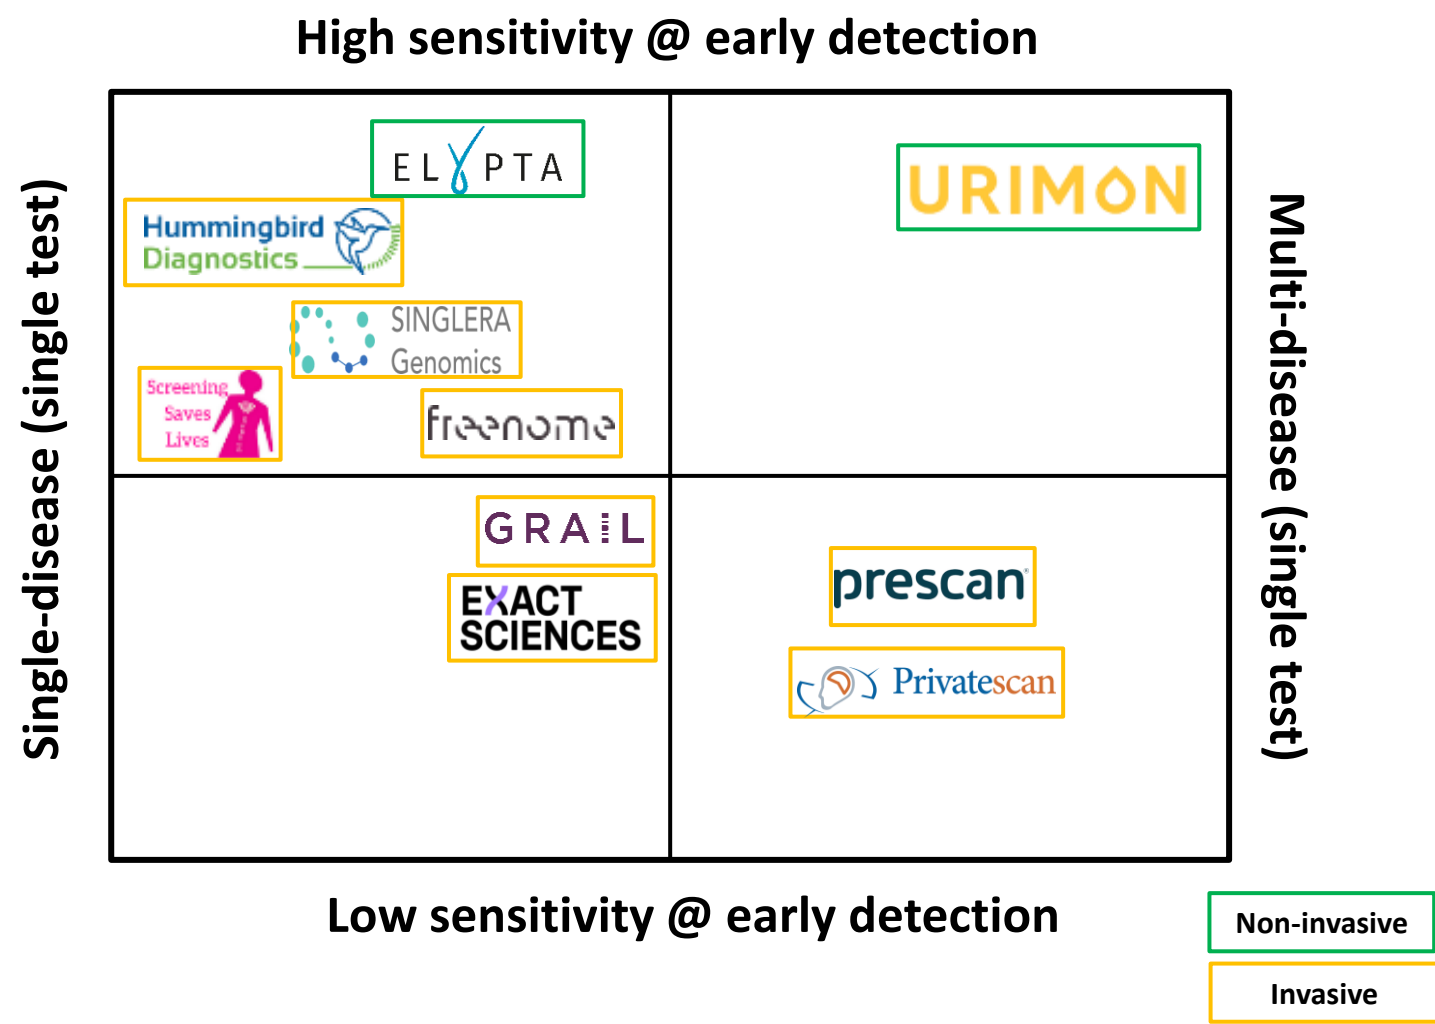 High sensitivity @ early detection
Single-disease (single test)
Multi-disease (single test)
ELYPTA
URIMON
Hummingbird
Diagnostics
SINGLERA
Genomics
Screening
Saves
Lives
freenome
GRAIL
EXACT
SCIENCES
prescan
Privatescan
Low sensitivity @ early detection
Non-invasive
Invasive